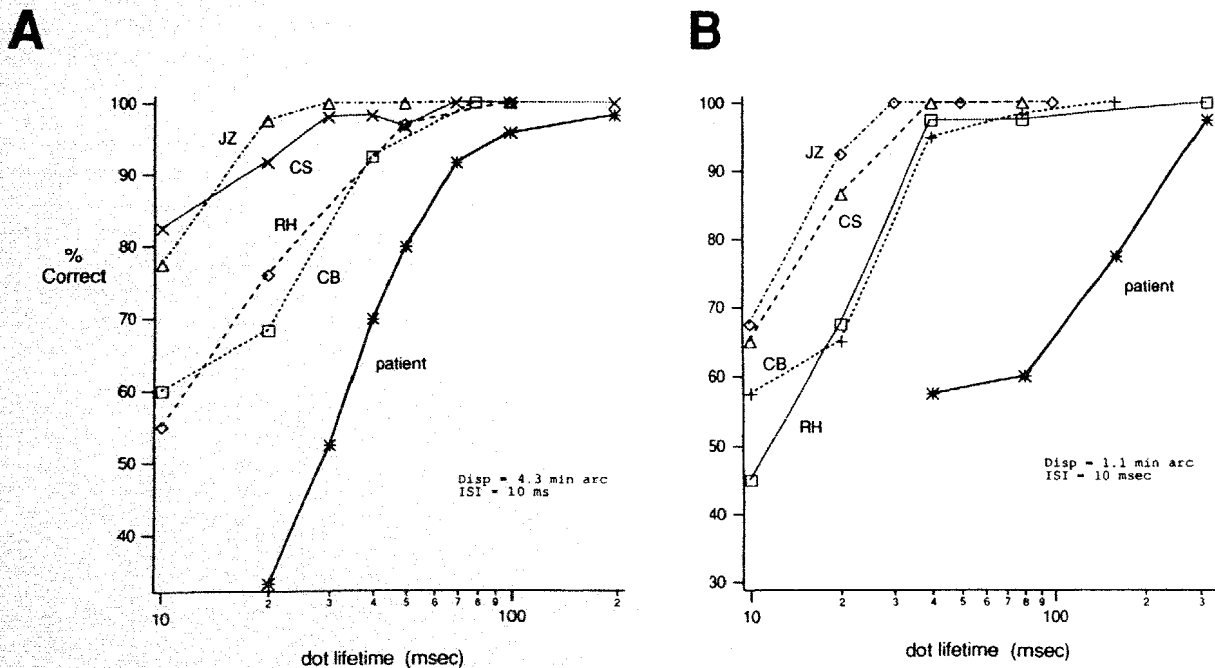 A
100
90
80
70
60
50
40
%
Correct
JZ
CS
RH
CB
patient
Disp = 4.3 min arc
ISI = 10 ms
10 2 3 4 5 6 7 8 9 100 2
dot lifetime (msec)
B
100
90
80
70
60
50
40
30
JZ
CS
CB
RH
patient
Disp = 1.1 min arc
ISI = 10 msec
10 2 3 4 5 6 7 8 9 100 2 3
dot lifetime (msec)